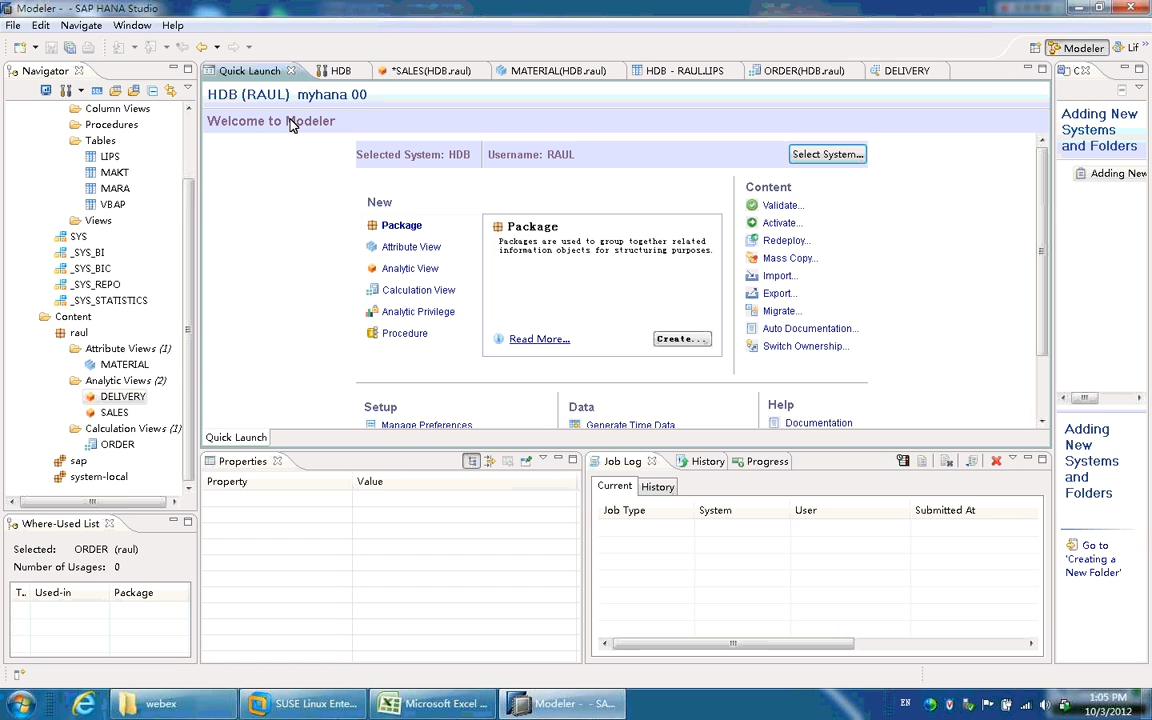 Modeler - - SAP HANA Studio
File Edit Navigate Window Help
Modeler Lif
Navigator
Column Views
Procedures
Tables
LIPS
MAKT
MARA
VBAP
Views
SYS
_SYS_BI
_SYS_BIC
_SYS_REPO
_SYS_STATISTICS
Content
raul
Attribute Views (1)
MATERIAL
Analytic Views (2)
DELIVERY
SALES
Calculation Views (1)
ORDER
sap
system-local
Where-Used List
Selected: ORDER (raul)
Number of Usages: 0
T.. Used-in Package
Quick Launch HDB *SALES(HDB.raul) MATERIAL(HDB.raul) HDB - RAUL.LIPS ORDER(HDB.raul) DELIVERY
HDB (RAUL) myhana 00
Welcome to Modeler
Selected System: HDB Username: RAUL Select System...
New
Package
Attribute View
Analytic View
Calculation View
Analytic Privilege
Procedure
Package
Packages are used to group together related
information objects for structuring purposes.
Read More... Create...
Content
Validate...
Activate...
Redeploy...
Mass Copy...
Import...
Export...
Migrate...
Auto Documentation...
Switch Ownership...
Setup
Manage Preferences
Data
Generate Time Data
Help
Documentation
Quick Launch
Properties
Property Value
Job Log History Progress
Current History
Job Type System User Submitted At
C
Adding New
Systems
and Folders
Adding New
Adding
New
Systems
and
Folders
Go to
'Creating a
New Folder'
webex SUSE Linux Ente... Microsoft Excel ... Modeler - - SA...
EN
1:05 PM
10/3/2012